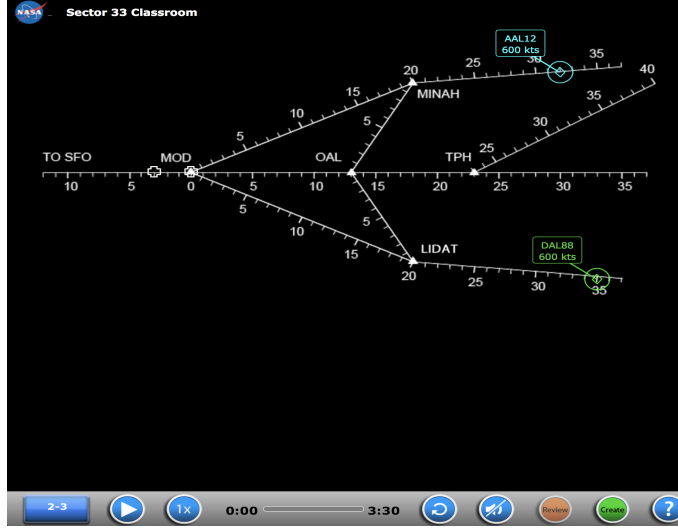 NASA
Sector 33 Classroom
AAL12
600 kts
20
25
30
35
40
MINAH
15
10
5
5
35
30
25
TO SFO
MOD
OAL
TPH
10
5
0
5
10
15
20
25
30
35
5
10
15
5
LIDAT
20
25
30
35
DAL88
600 kts
2-3
1x
0:00
3:30
Review
Create
?